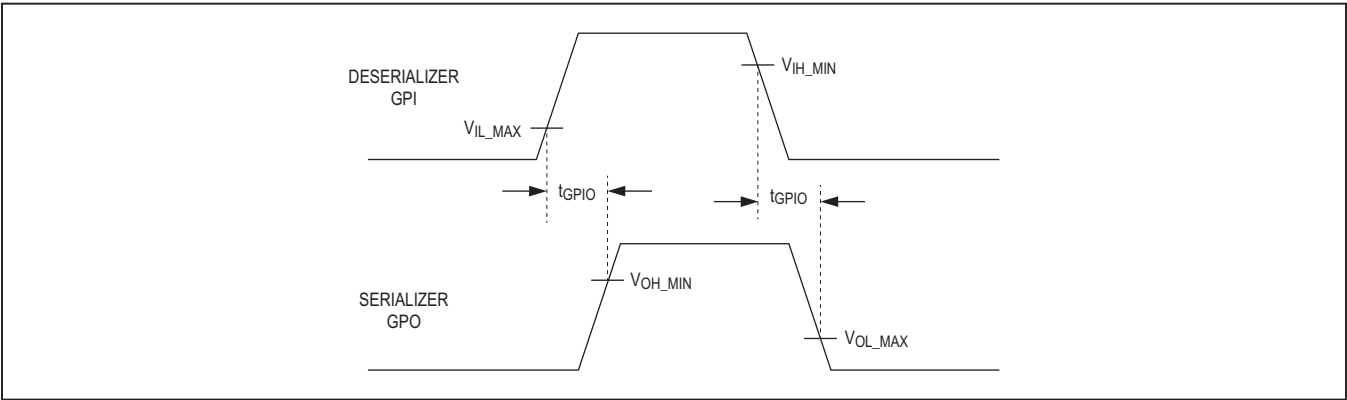 DESERIALIZER
GPI
VIH_MIN
VIL_MAX
tGPIO
tGPIO
VOH_MIN
SERIALIZER
GPO
VOL_MAX